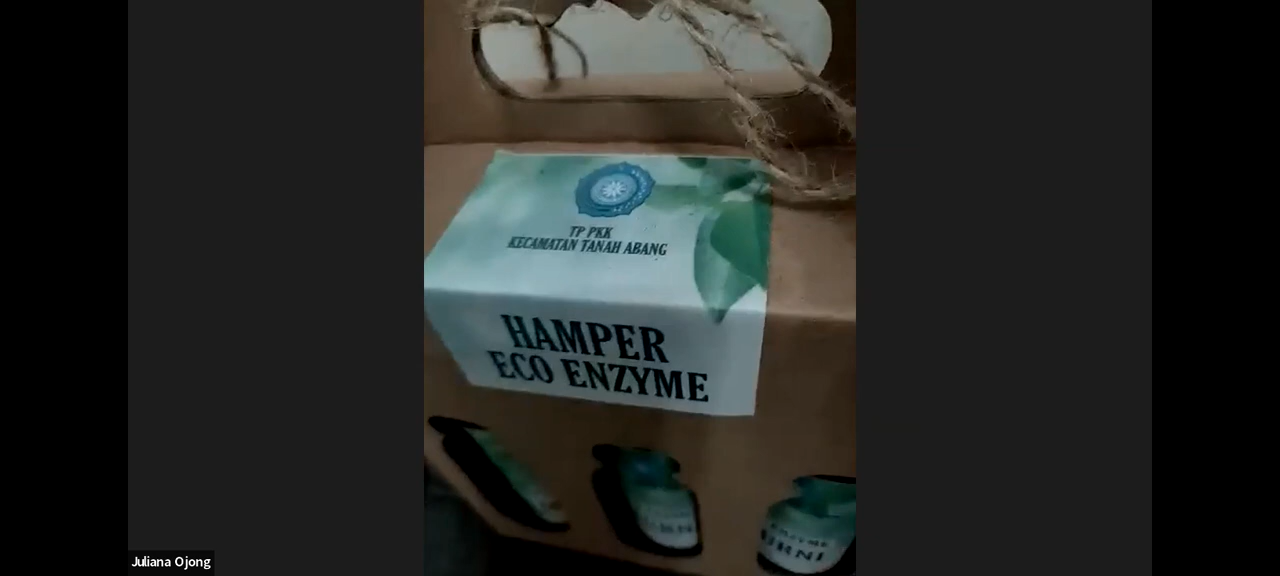 TP PKK
KECAMATAN TANAH ABANG
HAMPER
ECO ENZYME
Juliana Ojong